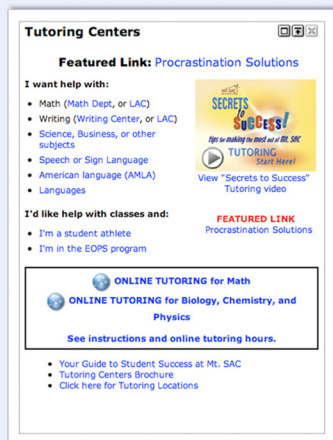 Tutoring Centers
Featured Link: Procrastination Solutions
I want help with:
• Math (Math Dept, or LAC)
• Writing (Writing Center, or LAC)
• Science, Business, or other
subjects
• Speech or Sign Language
• American language (AMLA)
• Languages
mt. SAC
SECRETS
to
SUCCESS!
tips for making the most out of Mt. SAC
TUTORING
Start Here!
View "Secrets to Success"
Tutoring video
I'd like help with classes and:
• I'm a student athlete
• I'm in the EOPS program
FEATURED LINK
Procrastination Solutions
ONLINE TUTORING for Math
ONLINE TUTORING for Biology, Chemistry, and
Physics
See instructions and online tutoring hours.
• Your Guide to Student Success at Mt. SAC
• Tutoring Centers Brochure
• Click here for Tutoring Locations